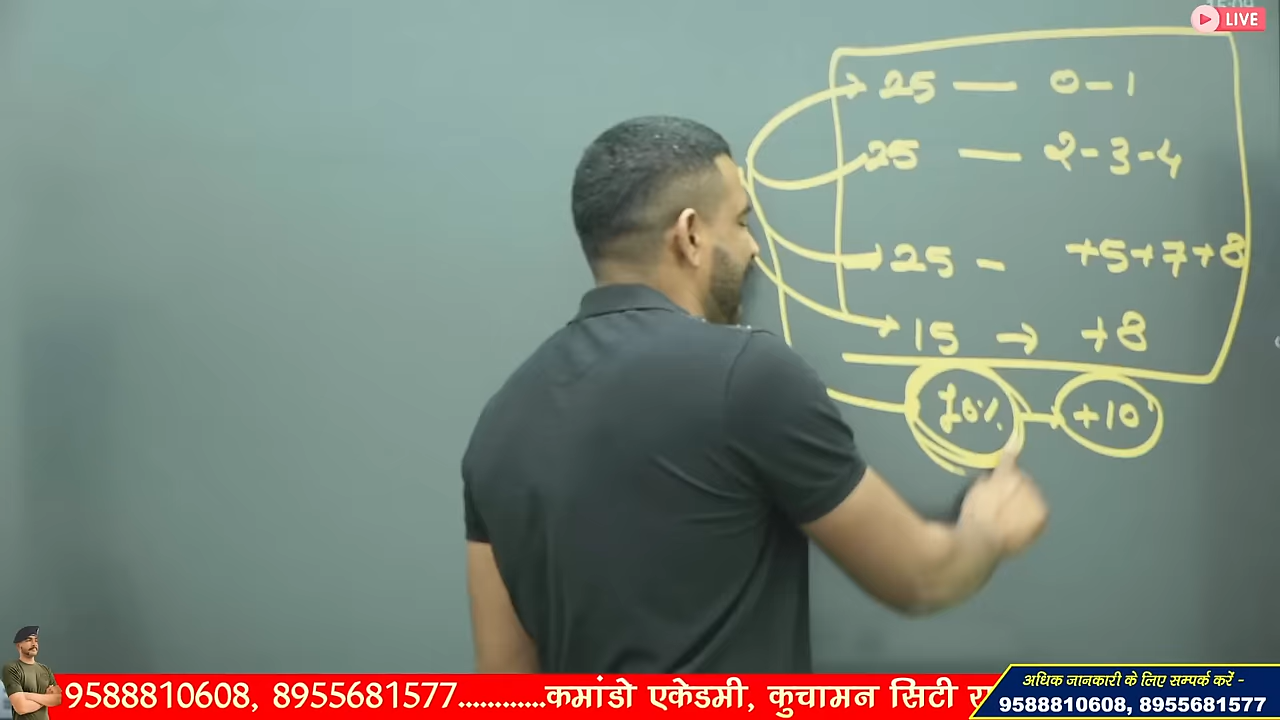 LIVE
25 — 0-1
25 — 2-3-4
25 - +5+7+8
15 → +8
10% +10
9588810608, 8955681577............कमांडो एकेडमी, कुचामन सिटी
अधिक जानकारी के लिए सम्पर्क करें -
9588810608, 8955681577